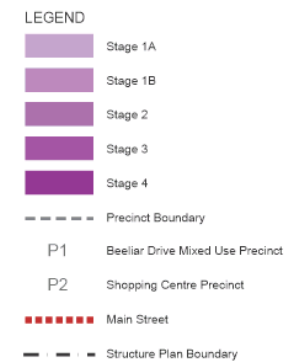 LEGEND
Stage 1A
Stage 1B
Stage 2
Stage 3
Stage 4
Precinct Boundary
P1 Beeliar Drive Mixed Use Precinct
P2 Shopping Centre Precinct
Main Street
Structure Plan Boundary